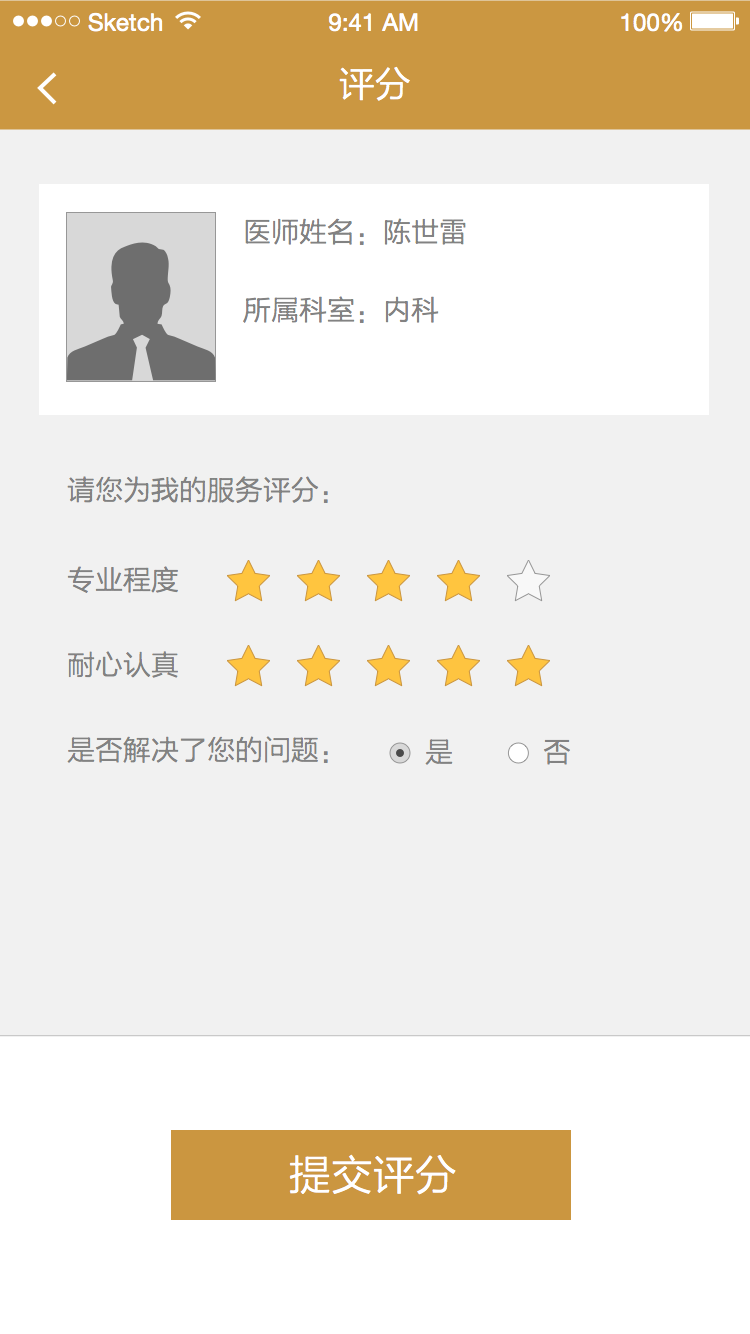 Sketch 9:41 AM 100%
评分
医师姓名：陈世雷
所属科室：内科
请您为我的服务评分：
专业程度
耐心认真
是否解决了您的问题： 是 否
提交评分